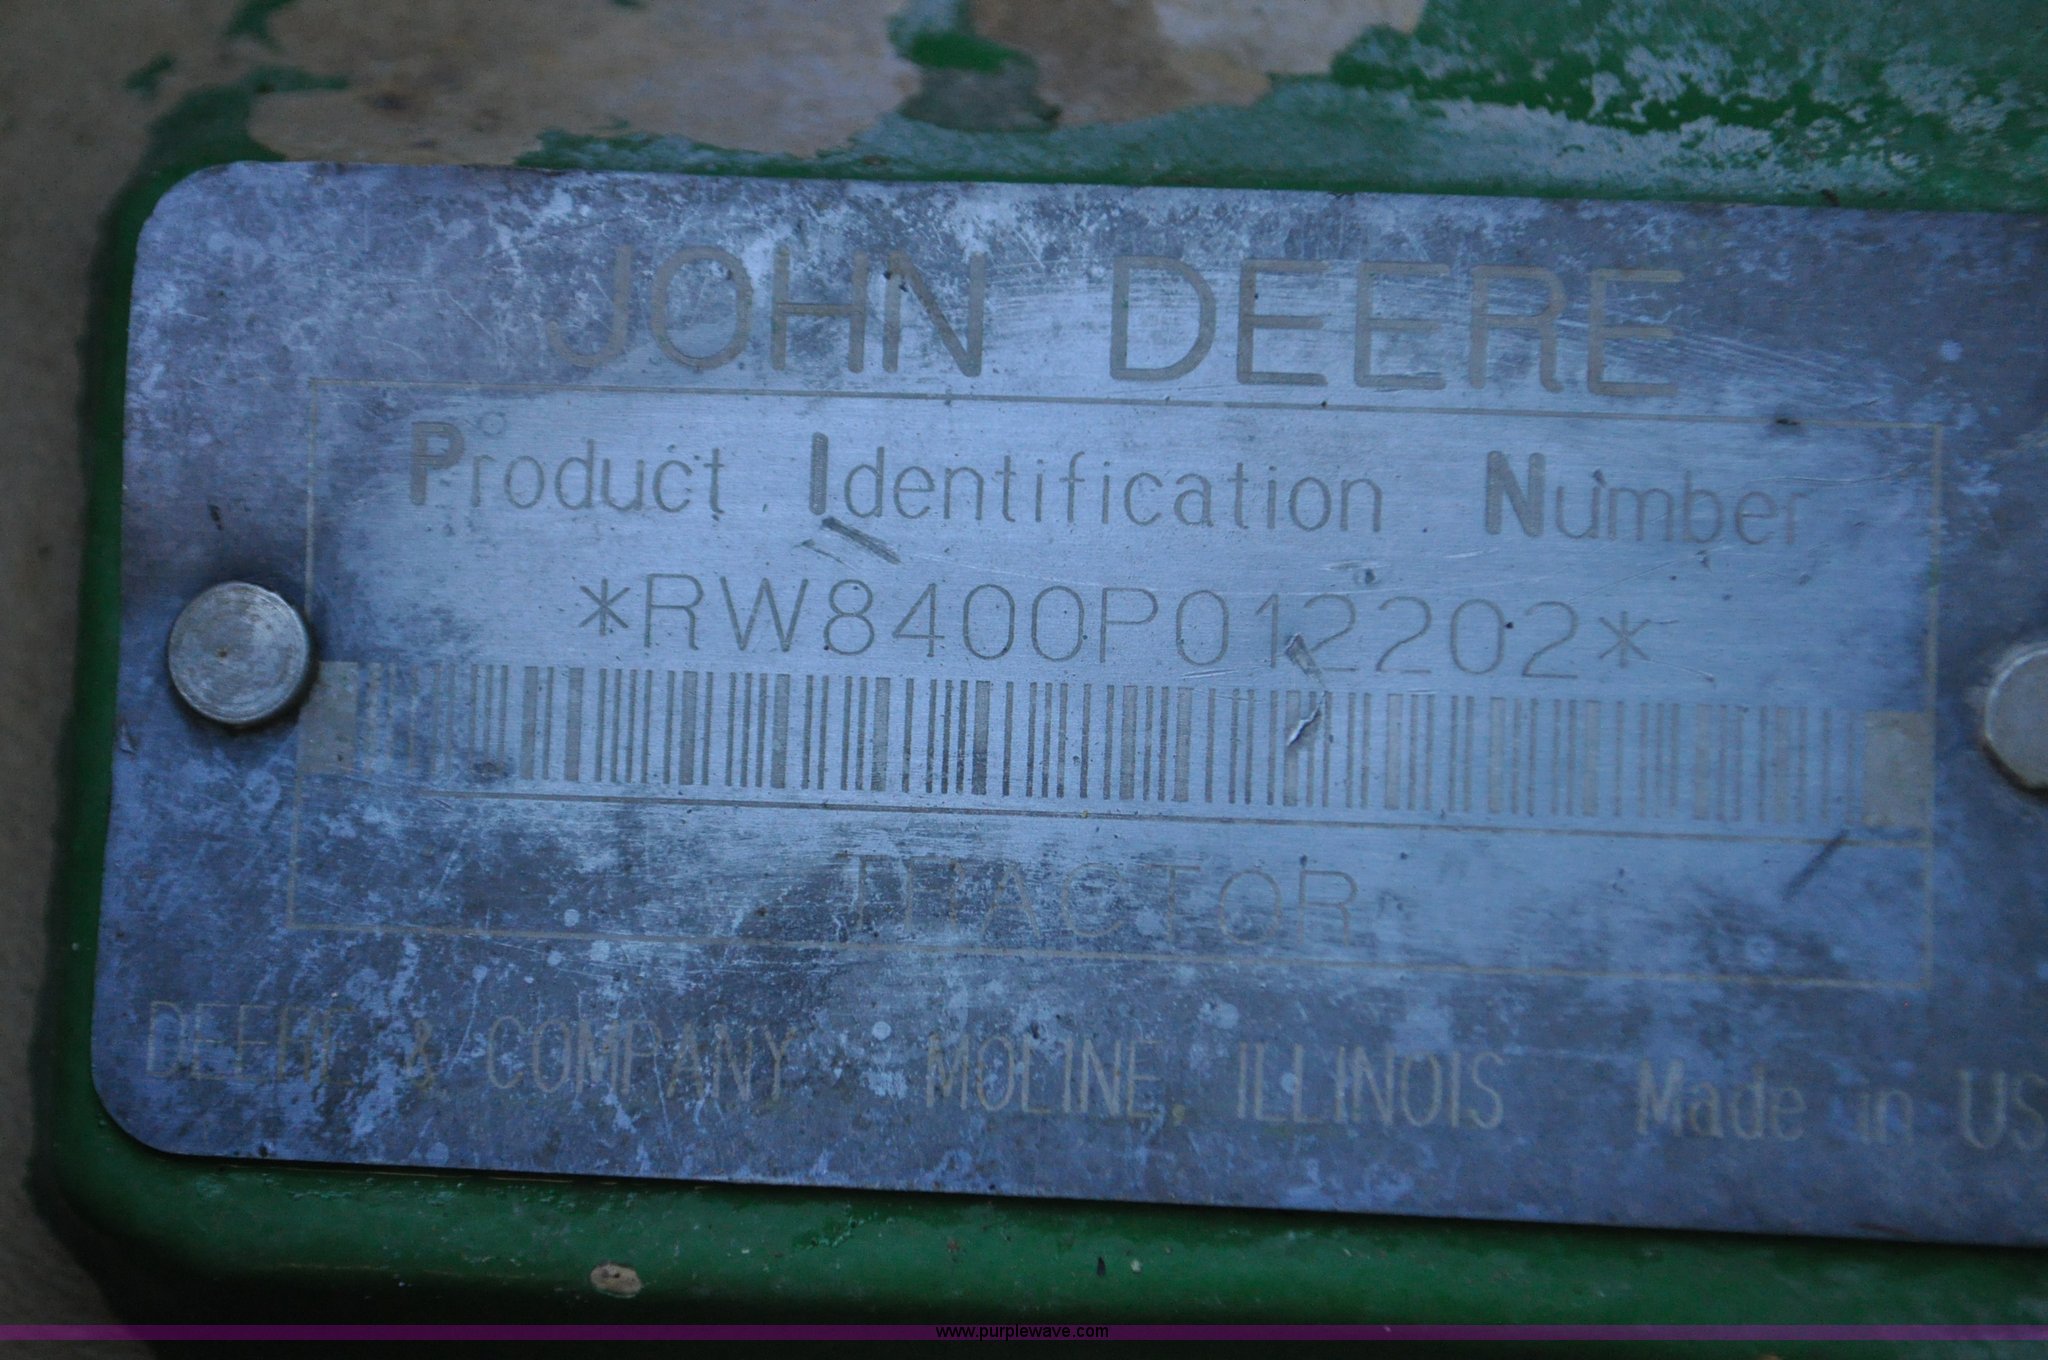 JOHN DEERE
Product Identification Number
*RW8400P012202*
TRACTOR
DEERE & COMPANY MOLINE, ILLINOIS Made in US
www.purplewave.com